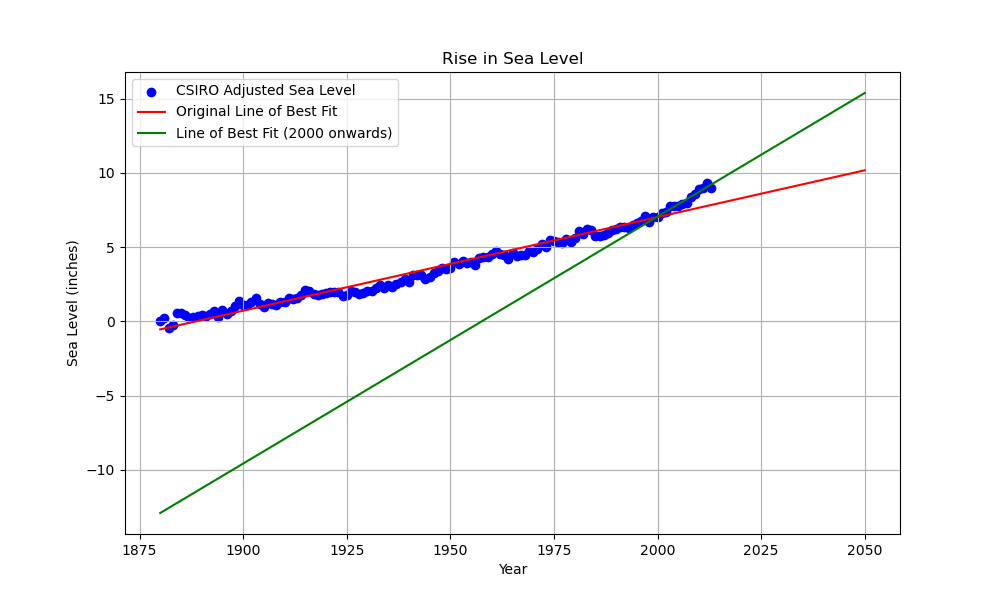 Rise in Sea Level
CSIRO Adjusted Sea Level
Original Line of Best Fit
Line of Best Fit (2000 onwards)
15
10
5
0
−5
−10
Sea Level (inches)
1875 1900 1925 1950 1975 2000 2025 2050
Year